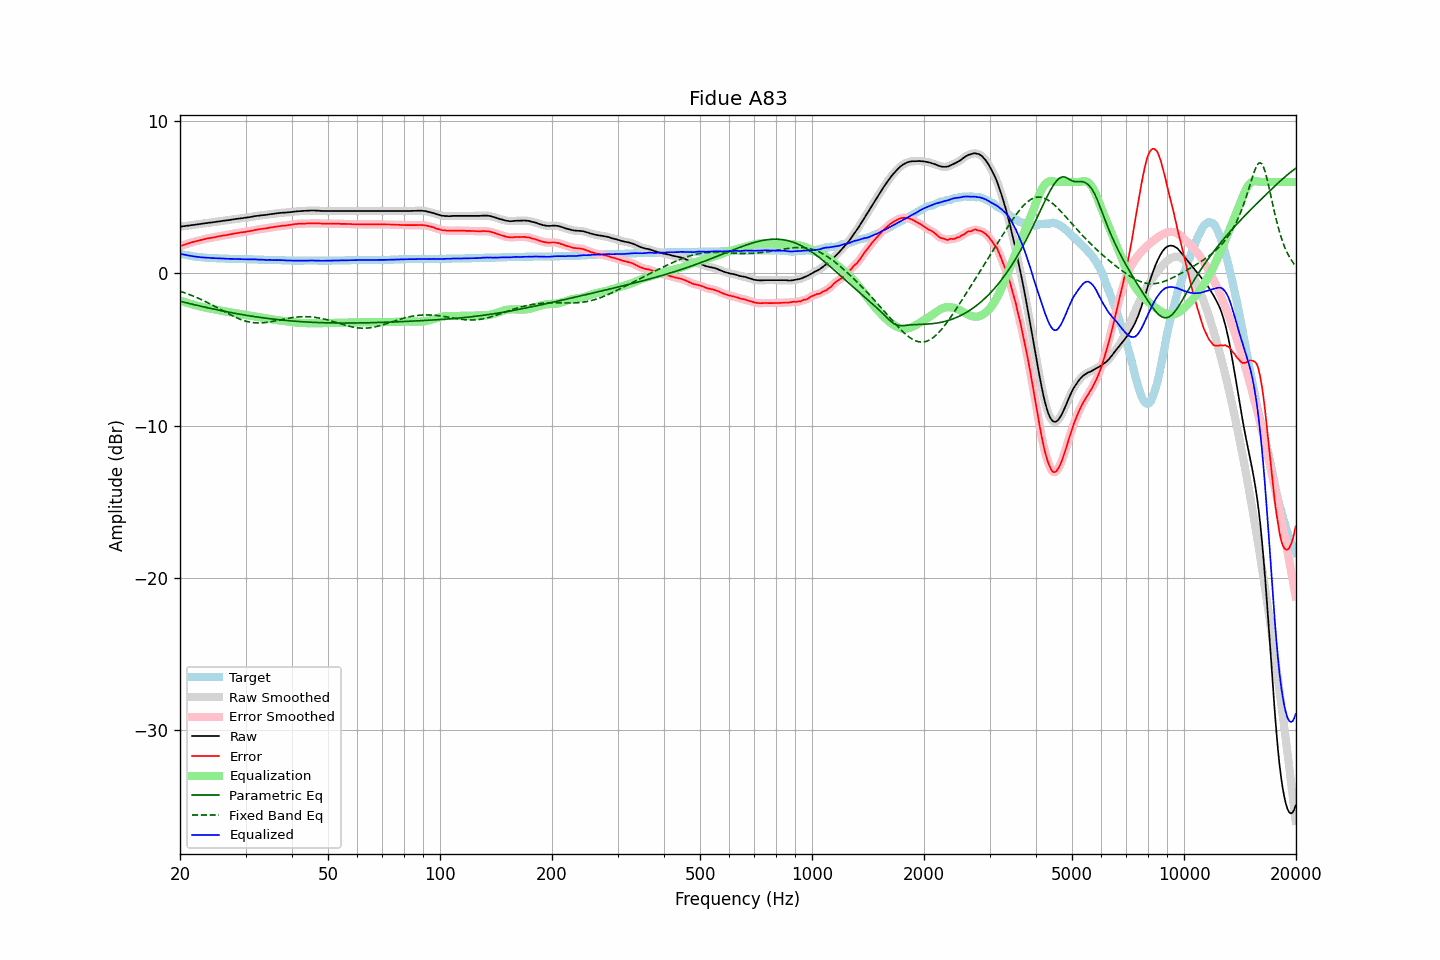 Fidue A83
10
0
−10
−20
−30
Amplitude (dBr)
20
50
100
200
500
1000
2000
5000
10000
20000
Frequency (Hz)
Target
Raw Smoothed
Error Smoothed
Raw
Error
Equalization
Parametric Eq
Fixed Band Eq
Equalized